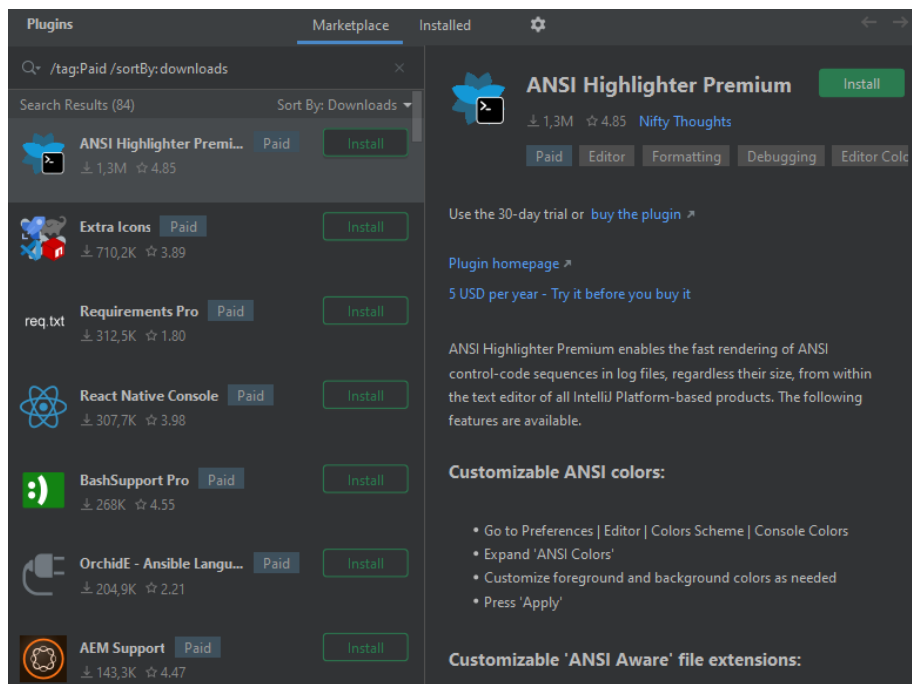 Plugins
Marketplace
Installed
/tag:Paid /sortBy:downloads
Search Results (84)
Sort By: Downloads
ANSI Highlighter Premi...
Paid
Install
1,3M
4.85
Extra Icons
Paid
Install
710,2K
3.89
req.txt
Requirements Pro
Paid
Install
312,5K
1.80
React Native Console
Paid
Install
307,7K
3.98
:)
BashSupport Pro
Paid
Install
268K
4.55
OrchidE - Ansible Langu...
Paid
Install
204,9K
2.21
AEM Support
Paid
Install
143,3K
4.47
>_
ANSI Highlighter Premium
Install
1,3M
4.85
Nifty Thoughts
Paid
Editor
Formatting
Debugging
Editor Colo
Use the 30-day trial or buy the plugin
Plugin homepage
5 USD per year - Try it before you buy it
ANSI Highlighter Premium enables the fast rendering of ANSI
control-code sequences in log files, regardless their size, from within
the text editor of all IntelliJ Platform-based products. The following
features are available.
Customizable ANSI colors:
• Go to Preferences | Editor | Colors Scheme | Console Colors
• Expand 'ANSI Colors'
• Customize foreground and background colors as needed
• Press 'Apply'
Customizable 'ANSI Aware' file extensions: